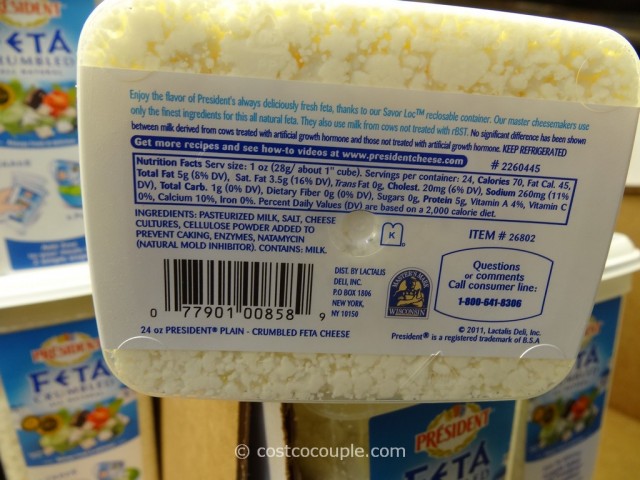 PRESIDENT
FETA
CRUMBLED
ALL NATURAL
Enjoy the flavor of President's always deliciously fresh feta, thanks to our Savor Loc™ reclosable container. Our master cheesemakers use
only the finest ingredients for this all natural feta. They also use milk from cows not treated with rBST. No significant difference has been shown
between milk derived from cows treated with artificial growth hormone and those not treated with artificial growth hormone. KEEP REFRIGERATED
Get more recipes and see how-to videos at www.presidentcheese.com
# 2260445
Nutrition Facts Serv size: 1 oz (28g/ about 1" cube). Servings per container: 24, Calories 70, Fat Cal. 45,
Total Fat 5g (8% DV), Sat. Fat 3.5g (16% DV), Trans Fat 0g, Cholest. 20mg (6% DV), Sodium 260mg (11%
DV), Total Carb. 1g (0% DV), Dietary Fiber 0g (0% DV), Sugars 0g, Protein 5g, Vitamin A 4%, Vitamin C
0%, Calcium 10%, Iron 0%. Percent Daily Values (DV) are based on a 2,000 calorie diet.
INGREDIENTS: PASTEURIZED MILK, SALT, CHEESE
CULTURES, CELLULOSE POWDER ADDED TO
PREVENT CAKING, ENZYMES, NATAMYCIN
(NATURAL MOLD INHIBITOR). CONTAINS: MILK.
K
ITEM # 26802
Questions
or comments?
Call consumer line:
1-800-641-8306
DIST. BY LACTALIS
DELI, INC.
P.O BOX 1806
NEW YORK,
NY 10150
MASTER'S MARK
WISCONSIN
0 77901 00858 9
24 oz PRESIDENT® PLAIN - CRUMBLED FETA CHEESE
© 2011, Lactalis Deli, Inc.
President® is a registered trademark of B.S.A
PRESIDENT
FETA
CRUMBLED
PRESIDENT
FETA
© costcocouple.com